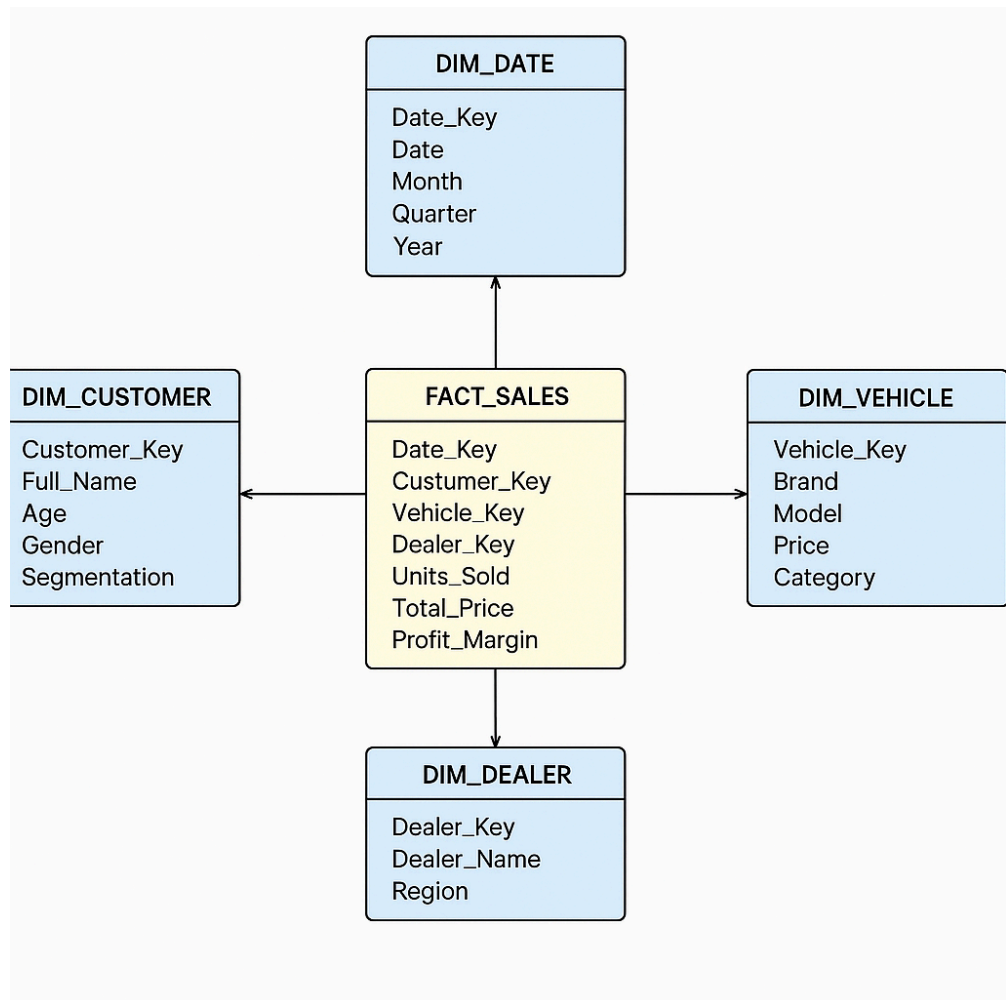 DIM_DATE
Date_Key
Date
Month
Quarter
Year
DIM_CUSTOMER
Customer_Key
Full_Name
Age
Gender
Segmentation
FACT_SALES
Date_Key
Custumer_Key
Vehicle_Key
Dealer_Key
Units_Sold
Total_Price
Profit_Margin
DIM_VEHICLE
Vehicle_Key
Brand
Model
Price
Category
DIM_DEALER
Dealer_Key
Dealer_Name
Region